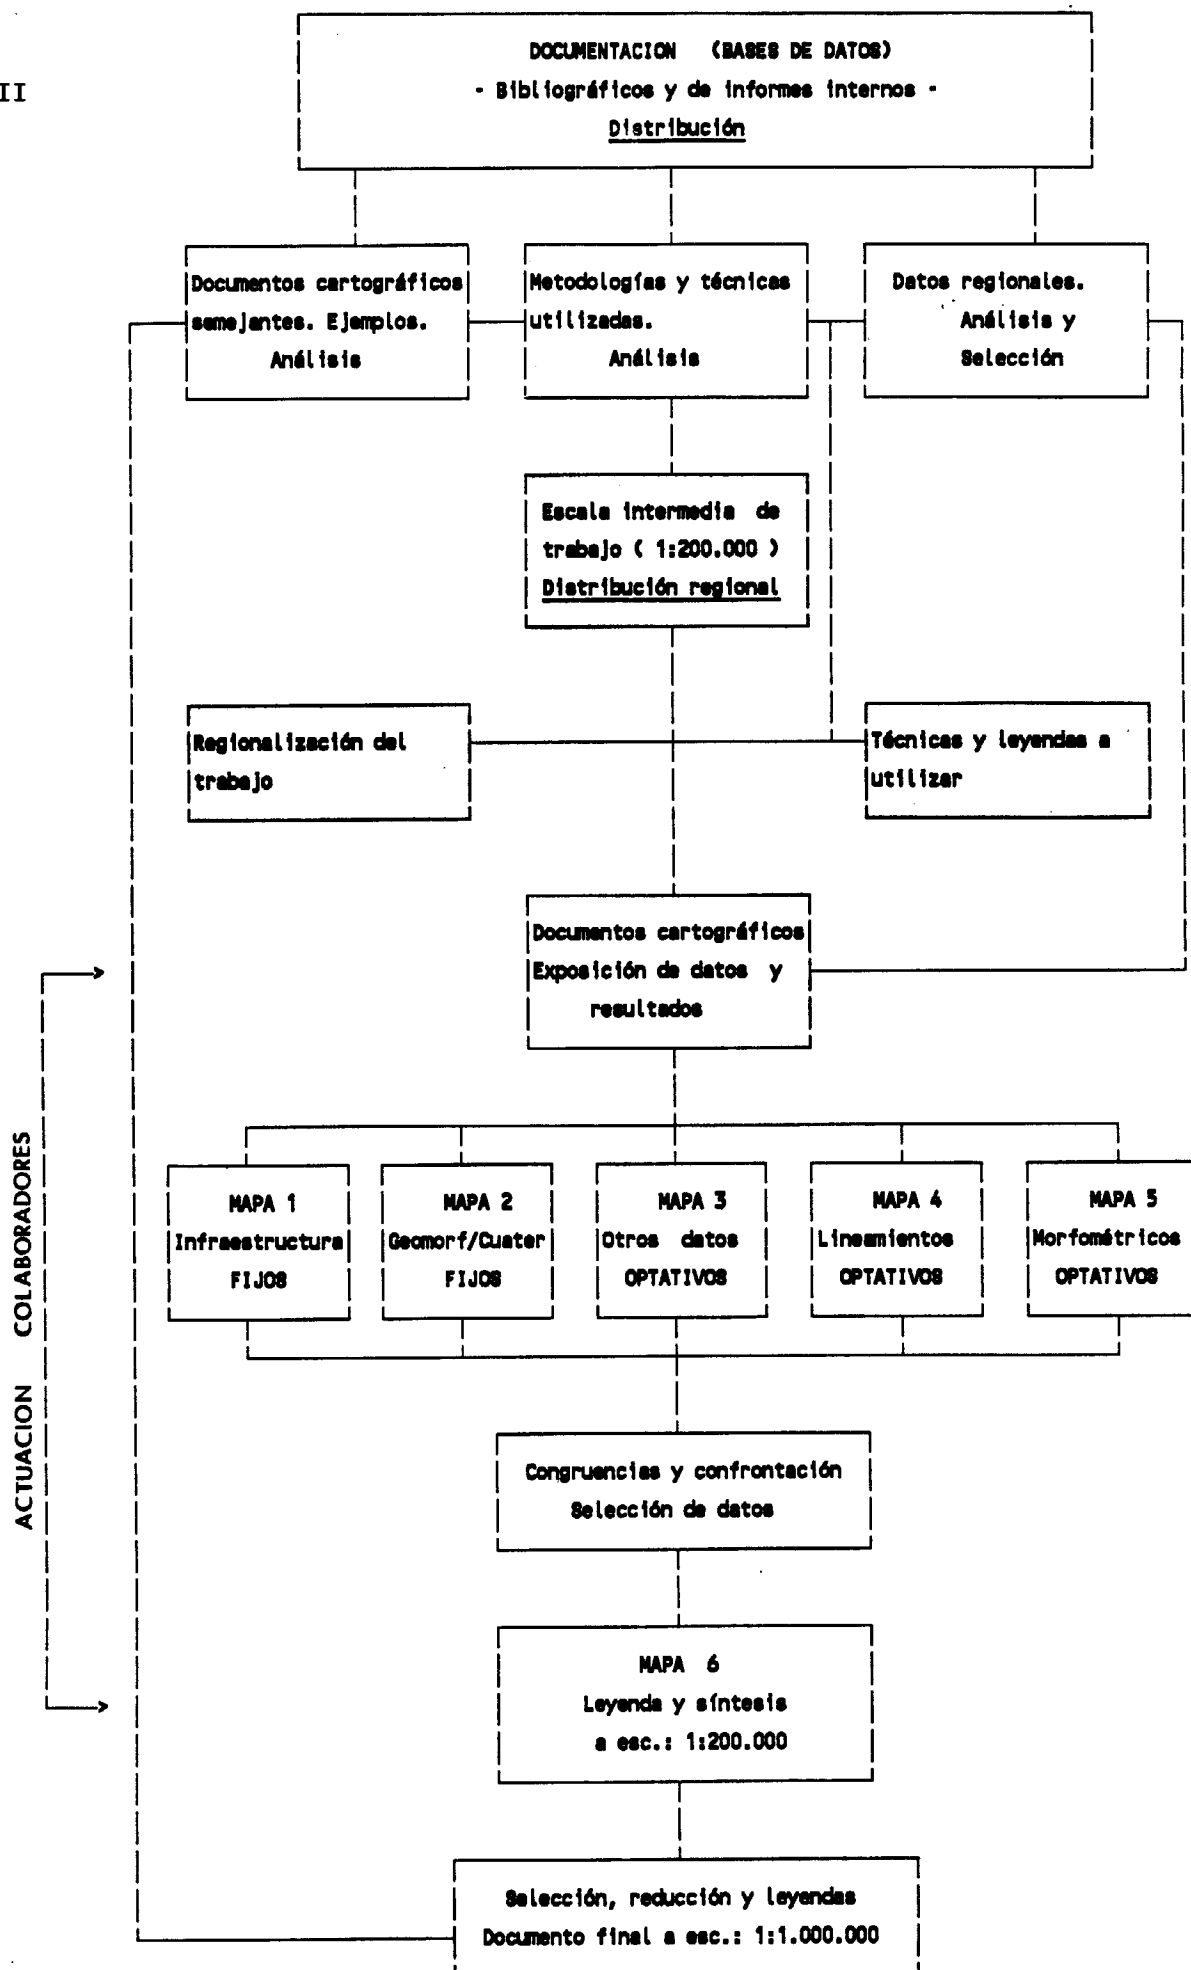 II
DOCUMENTACION (BASES DE DATOS)
- Bibliográficos y de informes internos -
Distribución
Documentos cartográficos
semejantes. Ejemplos.
Análisis
Metodologías y técnicas
utilizadas.
Análisis
Datos regionales.
Análisis y
Selección
Escala intermedia de
trabajo ( 1:200.000 )
Distribución regional
Regionalización del
trabajo
Técnicas y leyendas a
utilizar
Documentos cartográficos
Exposición de datos y
resultados
ACTUACION COLABORADORES
MAPA 1
Infraestructura
FIJOS
MAPA 2
Geomorf/Cuater
FIJOS
MAPA 3
Otros datos
OPTATIVOS
MAPA 4
Lineamientos
OPTATIVOS
MAPA 5
Morfométricos
OPTATIVOS
Congruencias y confrontación
Selección de datos
MAPA 6
Leyenda y síntesis
a esc.: 1:200.000
Selección, reducción y leyendas
Documento final a esc.: 1:1.000.000